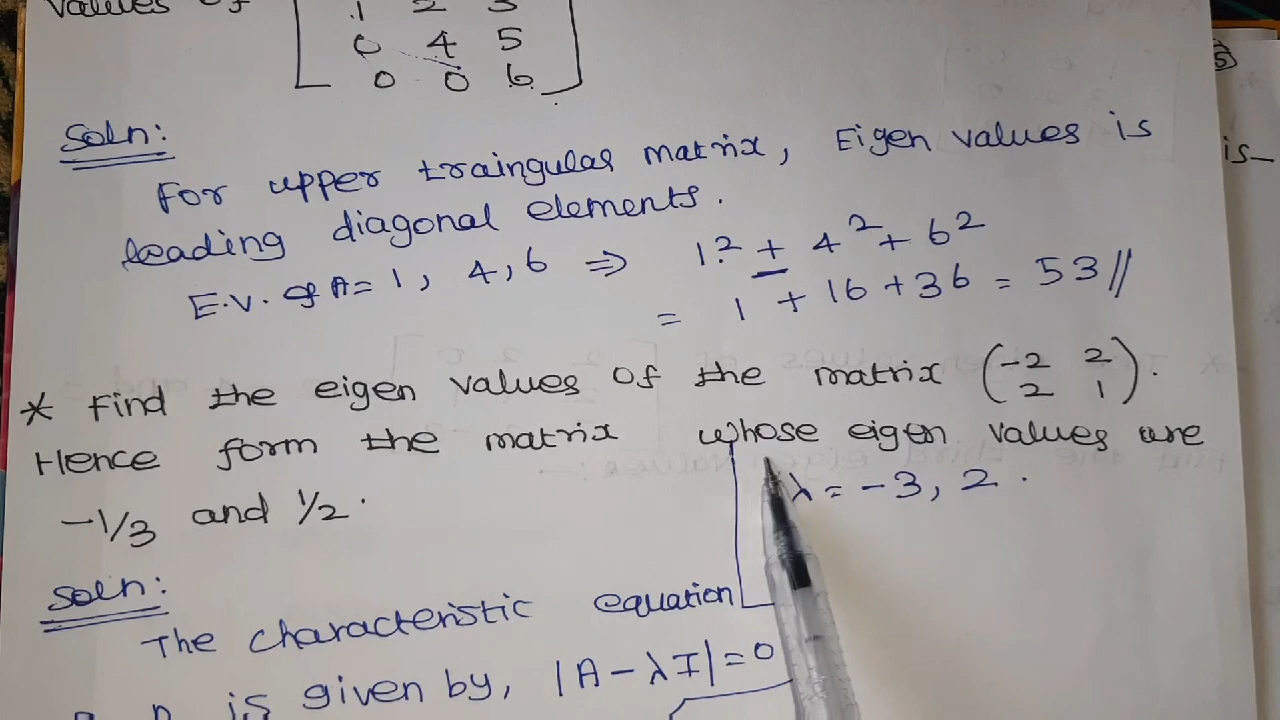 values of [ 1 2 3
0 4 5
0 0 6 ]
Soln:
For upper traingular matrix, Eigen values is
leading diagonal elements.
E.V. of A = 1, 4, 6 ⇒ 1² + 4² + 6²
= 1 + 16 + 36 = 53 //
* Find the eigen values of the matrix (-2 2
2 1).
Hence form the matrix whose eigen values are
-1/3 and 1/2.
λ = -3, 2.
Soln:
The characteristic equation
is given by, |A - λI| = 0
5
is